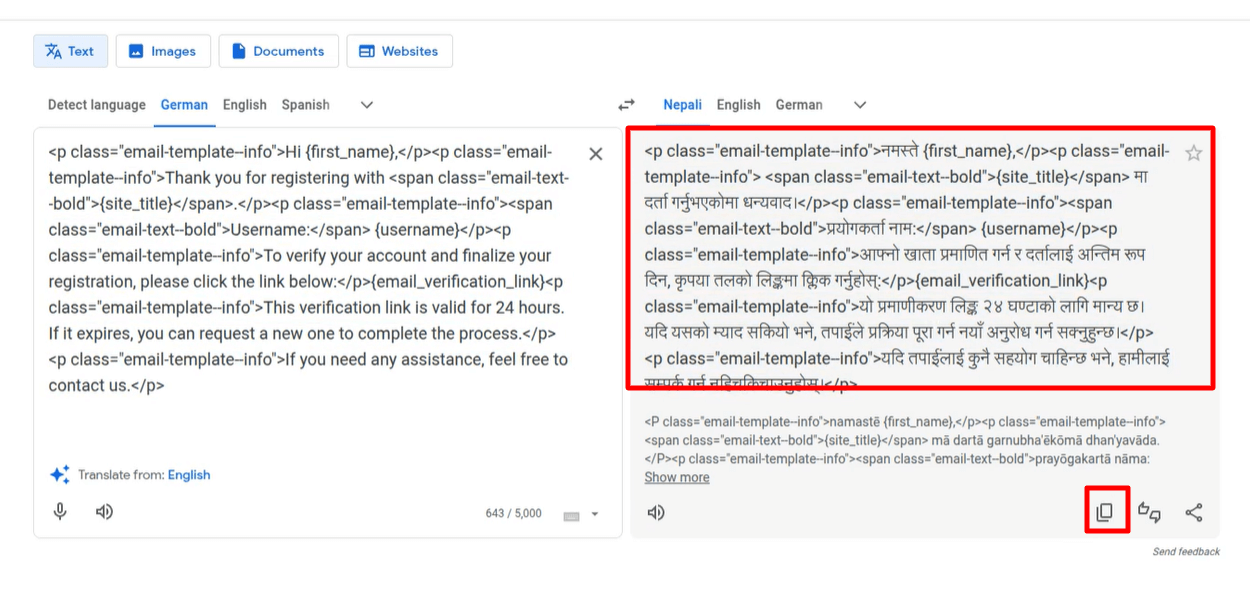 Text Images Documents Websites
Detect language German English Spanish
Nepali English German
<p class="email-template--info">Hi {first_name},</p><p class="email-
template--info">Thank you for registering with <span class="email-text-
-bold">{site_title}</span>.</p><p class="email-template--info"><span
class="email-text--bold">Username:</span> {username}</p><p
class="email-template--info">To verify your account and finalize your
registration, please click the link below:</p>{email_verification_link}<p
class="email-template--info">This verification link is valid for 24 hours.
If it expires, you can request a new one to complete the process.</p>
<p class="email-template--info">If you need any assistance, feel free to
contact us.</p>
Translate from: English
643 / 5,000
<p class="email-template--info">नमस्ते {first_name},</p><p class="email-
template--info"> <span class="email-text--bold">{site_title}</span> मा
दर्ता गर्नुभएकोमा धन्यवाद।</p><p class="email-template--info"><span
class="email-text--bold">प्रयोगकर्ता नाम:</span> {username}</p><p
class="email-template--info">आफ्नो खाता प्रमाणित गर्न र दर्तालाई अन्तिम रूप
दिन, कृपया तलको लिङ्कमा क्लिक गर्नुहोस्:</p>{email_verification_link}<p
class="email-template--info">यो प्रमाणीकरण लिङ्क २४ घण्टाको लागि मान्य छ।
यदि यसको म्याद सकियो भने, तपाईंले प्रक्रिया पूरा गर्न नयाँ अनुरोध गर्न सक्नुहुन्छ।</p>
<p class="email-template--info">यदि तपाईंलाई कुनै सहयोग चाहिन्छ भने, हामीलाई
सम्पर्क गर्न नहिचकिचाउनुहोस्।</p>
<P class="email-template--info">namastē {first_name},</p><p class="email-template--info">
<span class="email-text--bold">{site_title}</span> mā dartā garnubha'ēkōmā dhan'yavāda.
</P><p class="email-template--info"><span class="email-text--bold">prayōgakartā nāma:
Show more
Send feedback